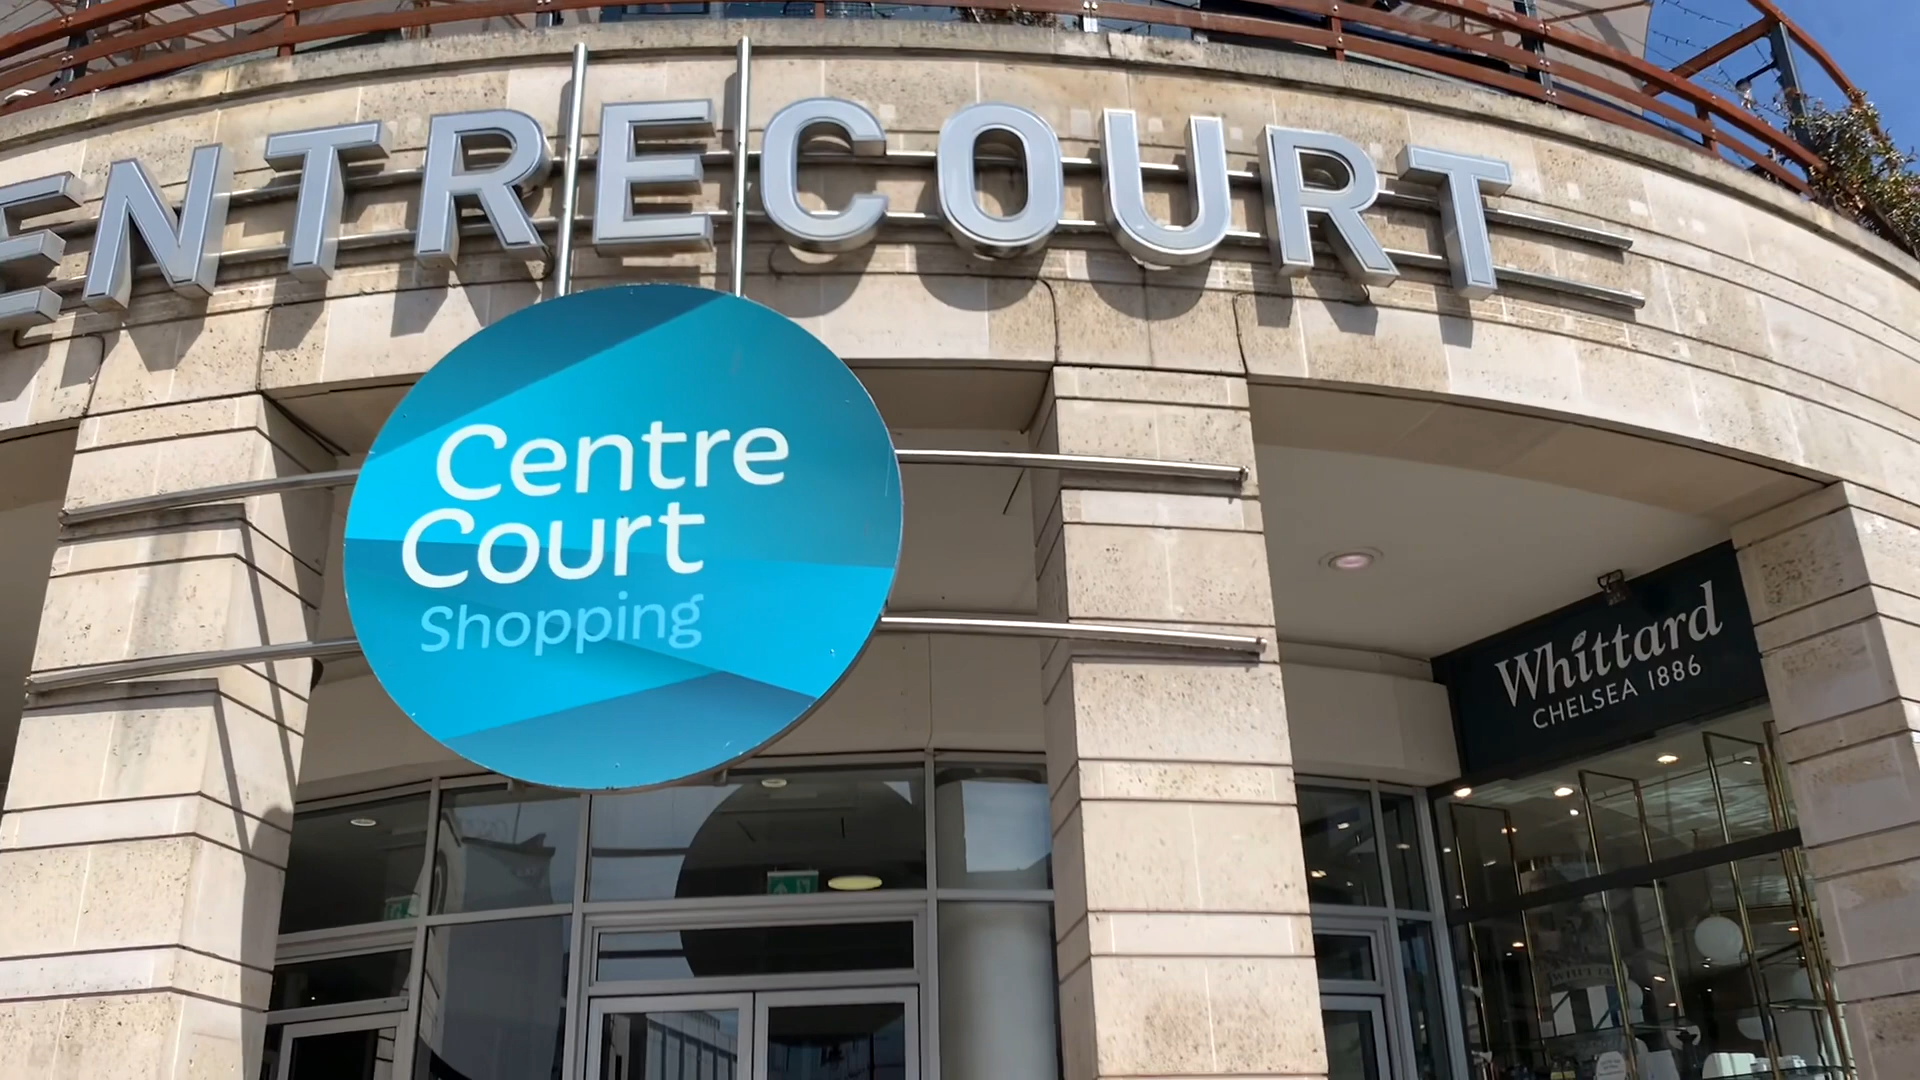 ENTRECOURT
Centre
Court
Shopping
Whittard
CHELSEA 1886